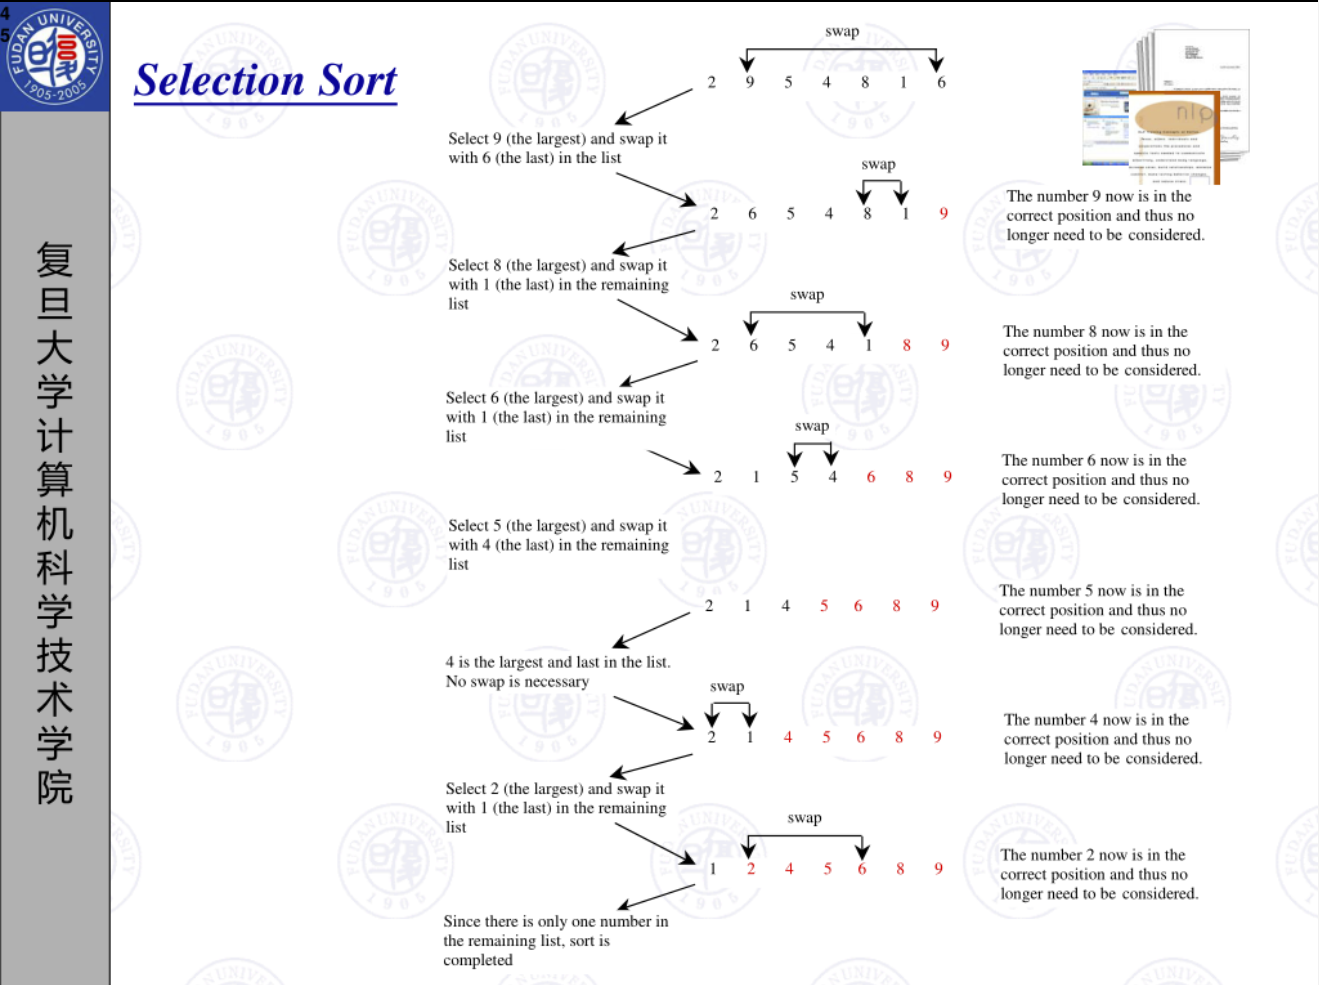 4
5
FUDAN UNIVERSITY
1905-2005
复旦大学计算机科学技术学院
Selection Sort
swap
2 9 5 4 8 1 6
Select 9 (the largest) and swap it
with 6 (the last) in the list
swap
2 6 5 4 8 1 9
The number 9 now is in the
correct position and thus no
longer need to be considered.
Select 8 (the largest) and swap it
with 1 (the last) in the remaining
list
swap
2 6 5 4 1 8 9
The number 8 now is in the
correct position and thus no
longer need to be considered.
Select 6 (the largest) and swap it
with 1 (the last) in the remaining
list
swap
2 1 5 4 6 8 9
The number 6 now is in the
correct position and thus no
longer need to be considered.
Select 5 (the largest) and swap it
with 4 (the last) in the remaining
list
2 1 4 5 6 8 9
The number 5 now is in the
correct position and thus no
longer need to be considered.
4 is the largest and last in the list.
No swap is necessary
swap
2 1 4 5 6 8 9
The number 4 now is in the
correct position and thus no
longer need to be considered.
Select 2 (the largest) and swap it
with 1 (the last) in the remaining
list
swap
1 2 4 5 6 8 9
The number 2 now is in the
correct position and thus no
longer need to be considered.
Since there is only one number in
the remaining list, sort is
completed
nlp